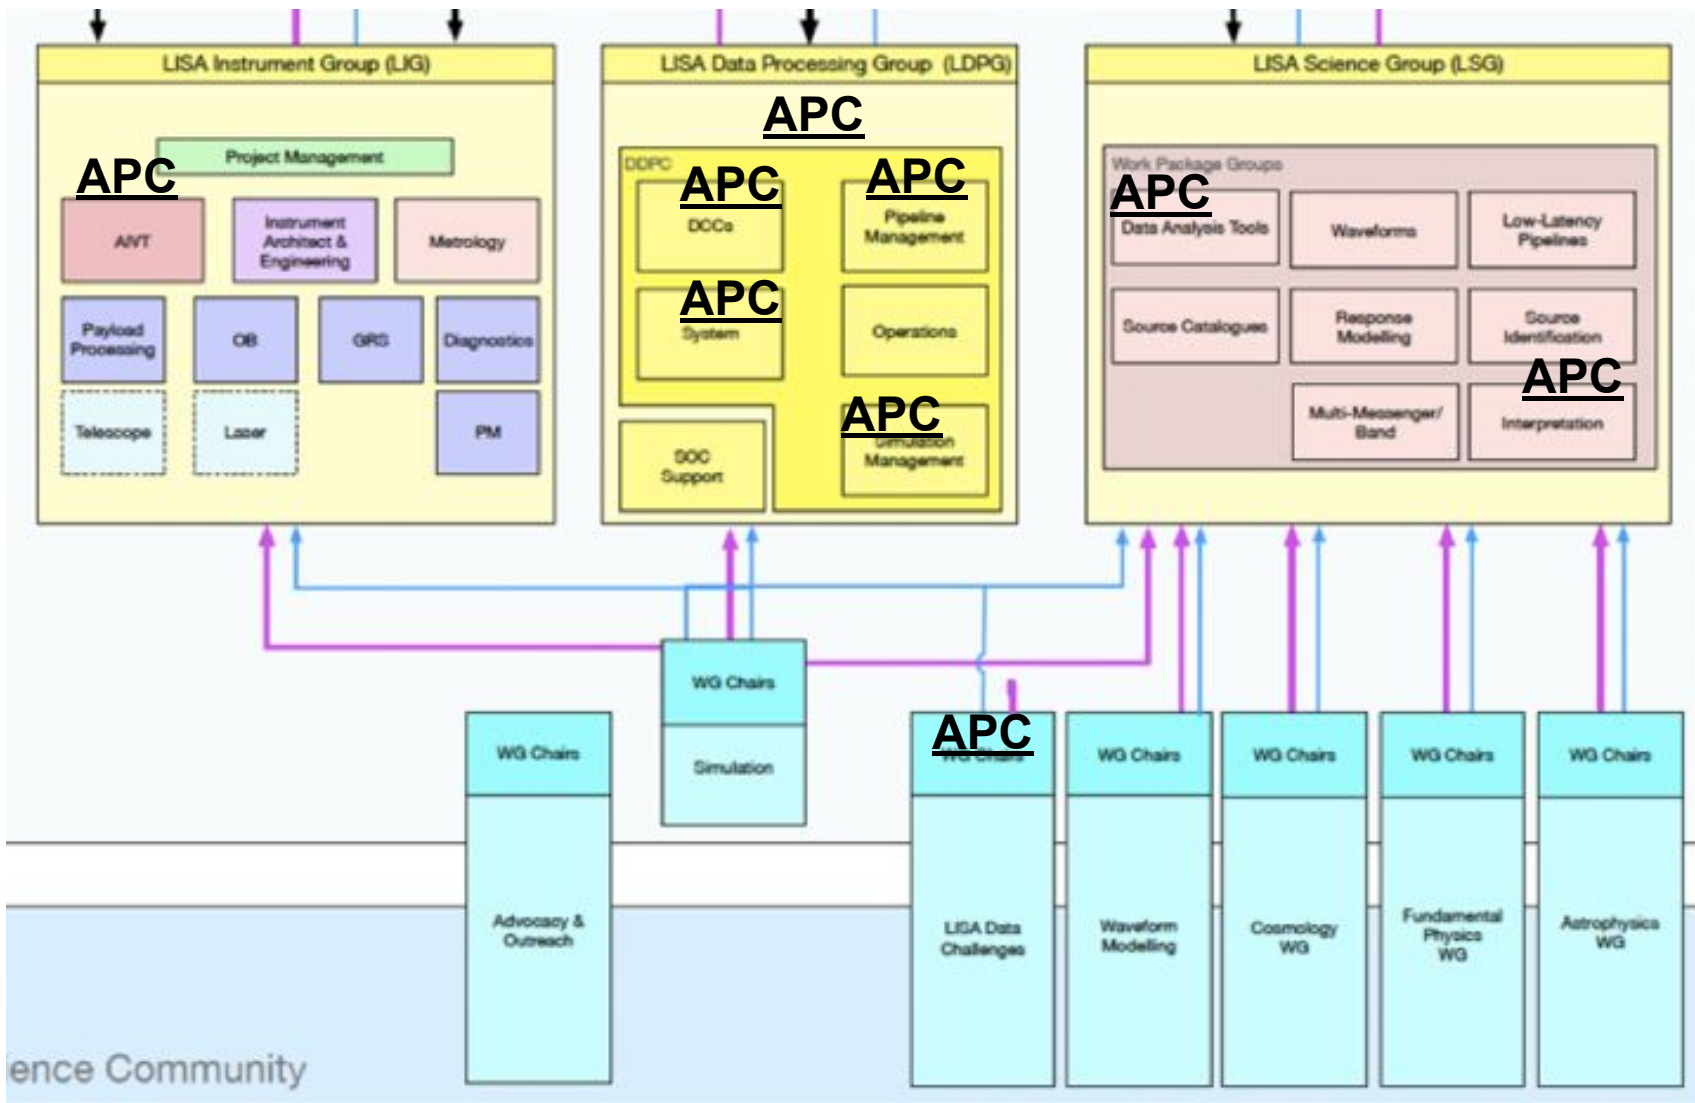 LISA Instrument Group (LIG)
Project Management
APC
AIVT
Instrument
Architect &
Engineering
Metrology
Payload
Processing
OB
GRS
Diagnostics
Telescope
Laser
PM
LISA Data Processing Group (LDPG)
APC
DDPC
APC
DCCs
APC
Pipeline
Management
APC
System
Operations
APC
Simulation
Management
SOC
Support
LISA Science Group (LSG)
Work Package Groups
APC
Data Analysis Tools
Waveforms
Low-Latency
Pipelines
Source Catalogues
Response
Modelling
Source
Identification
Multi-Messenger/
Band
APC
Interpretation
WG Chairs
Simulation
WG Chairs
Advocacy &
Outreach
APC
WG Chairs
LISA Data
Challenges
WG Chairs
Waveform
Modelling
WG Chairs
Cosmology
WG
WG Chairs
Fundamental
Physics
WG
WG Chairs
Astrophysics
WG
ience Community